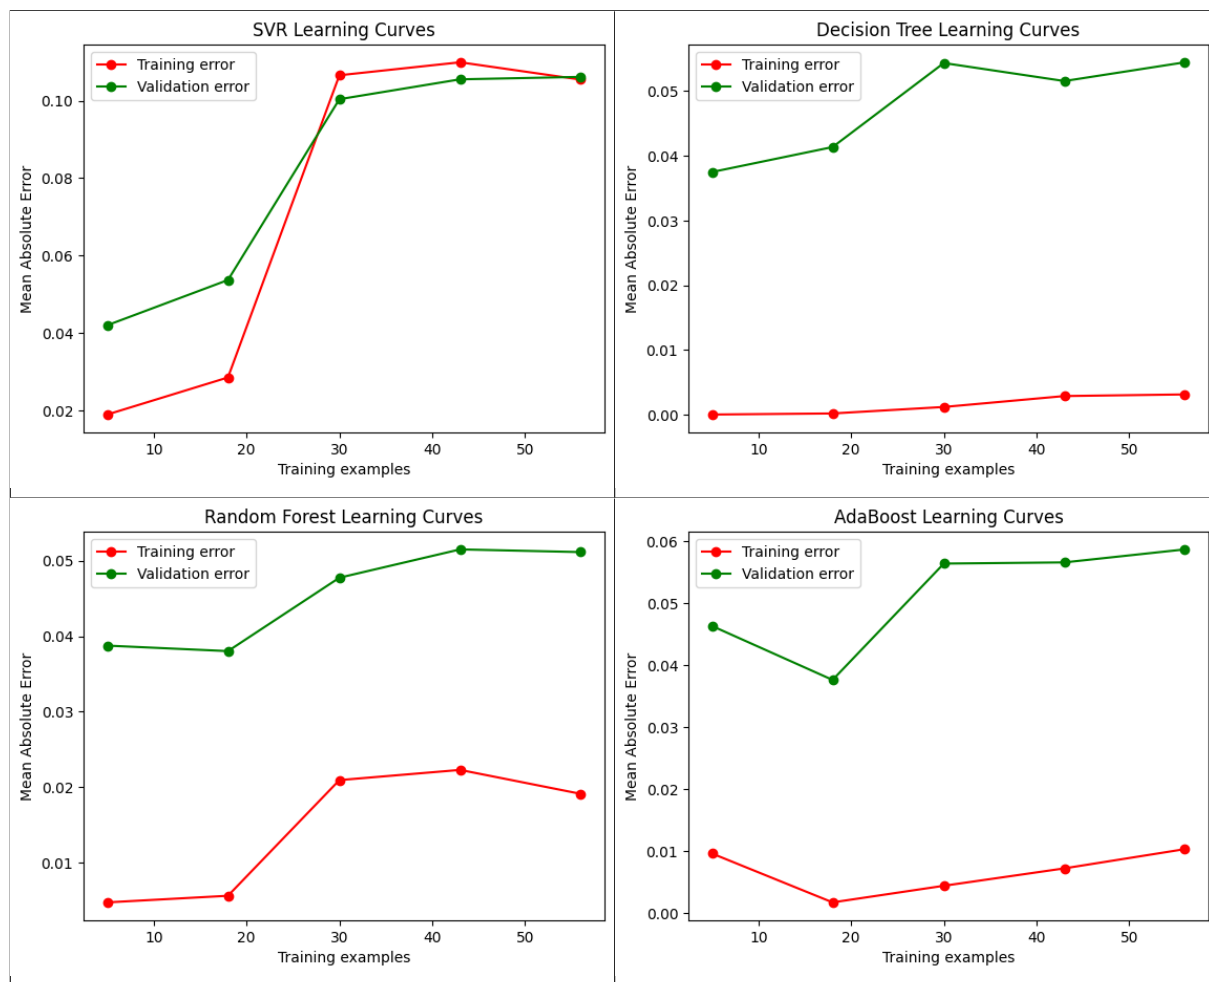 SVR Learning Curves
Training error
Validation error
0.10
0.08
0.06
0.04
0.02
Mean Absolute Error
10 20 30 40 50
Training examples
Decision Tree Learning Curves
Training error
Validation error
0.05
0.04
0.03
0.02
0.01
0.00
Mean Absolute Error
10 20 30 40 50
Training examples
Random Forest Learning Curves
Training error
Validation error
0.05
0.04
0.03
0.02
0.01
Mean Absolute Error
10 20 30 40 50
Training examples
AdaBoost Learning Curves
Training error
Validation error
0.06
0.05
0.04
0.03
0.02
0.01
0.00
Mean Absolute Error
10 20 30 40 50
Training examples